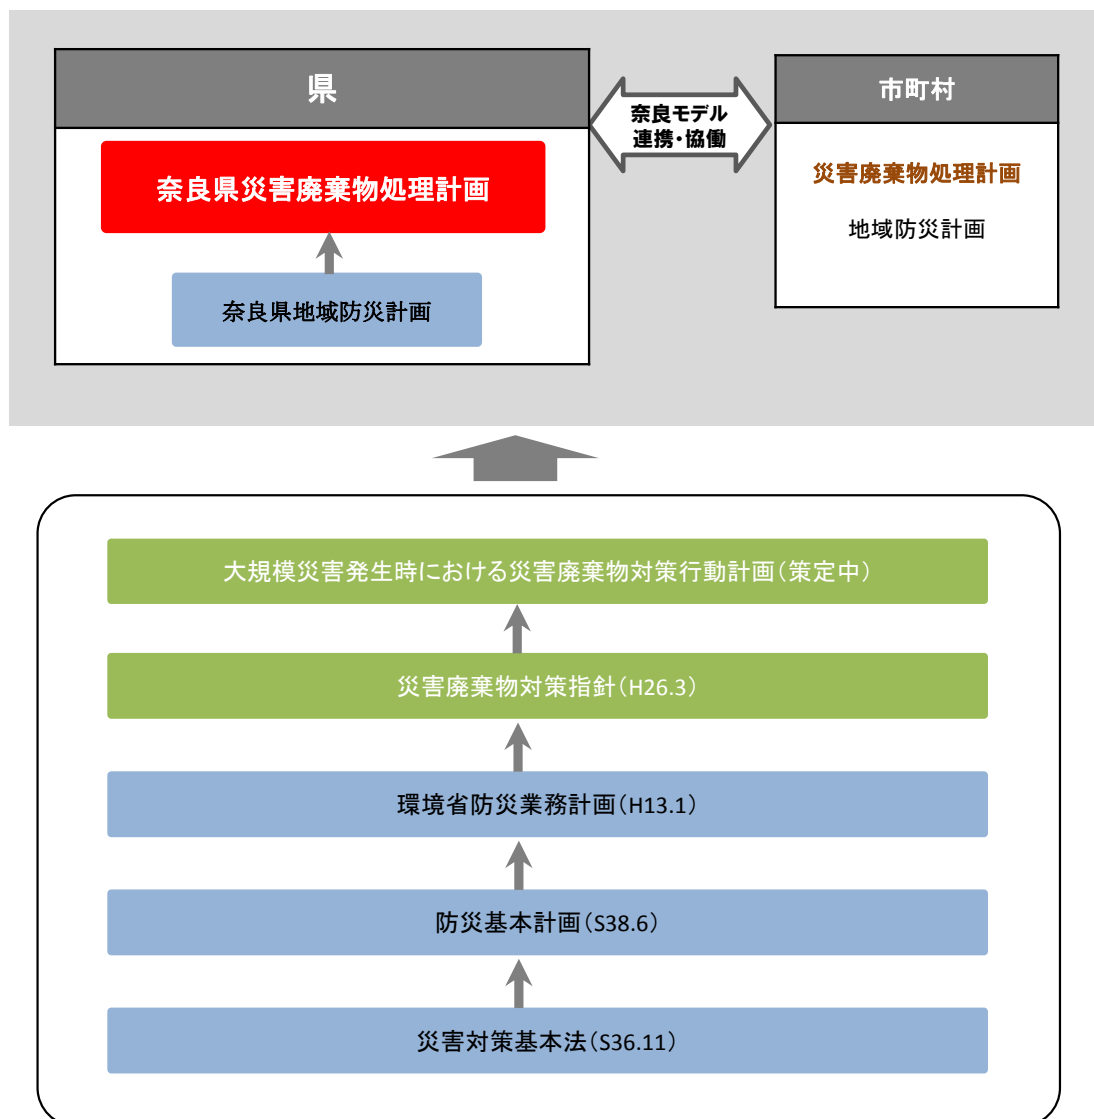 県
奈良県災害廃棄物処理計画
奈良県地域防災計画
奈良モデル
連携・協働
市町村
災害廃棄物処理計画
地域防災計画
大規模災害発生時における災害廃棄物対策行動計画（策定中）
災害廃棄物対策指針（H26.3）
環境省防災業務計画（H13.1）
防災基本計画（S38.6）
災害対策基本法（S36.11）